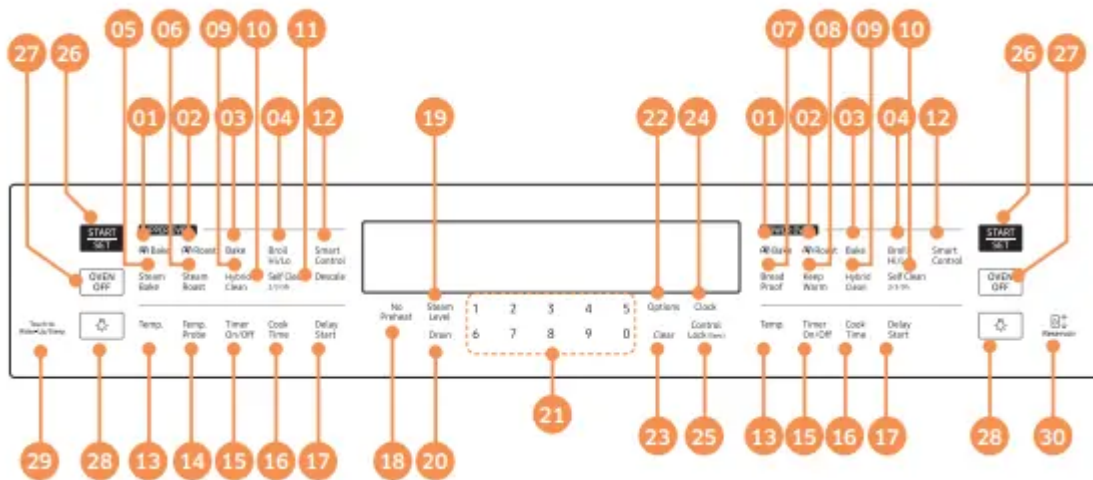 05 06 09 10 11 07 08 09 10
27 26 26 27
01 02 03 04 12 19 22 24 01 02 03 04 12
START
SET
Bake Roast Bake Broil
Hi/Lo Smart
Control
OVEN
OFF
Steam
Bake Steam
Roast Hybrid
Clean Self Clean Descale
No
Preheat Steam
Level 1 2 3 4 5 Options Clock
Drain 6 7 8 9 0 Clear Control
Lock
Temp. Temp.
Probe Timer
On/Off Cook
Time Delay
Start
Bake Roast Bake Broil
Hi/Lo Smart
Control
Bread
Proof Keep
Warm Hybrid
Clean Self Clean
Temp. Timer
On/Off Cook
Time Delay
Start
START
SET
OVEN
OFF
Reservoir
29 28 13 14 15 16 17 18 20 21 23 25 13 15 16 17 28 30